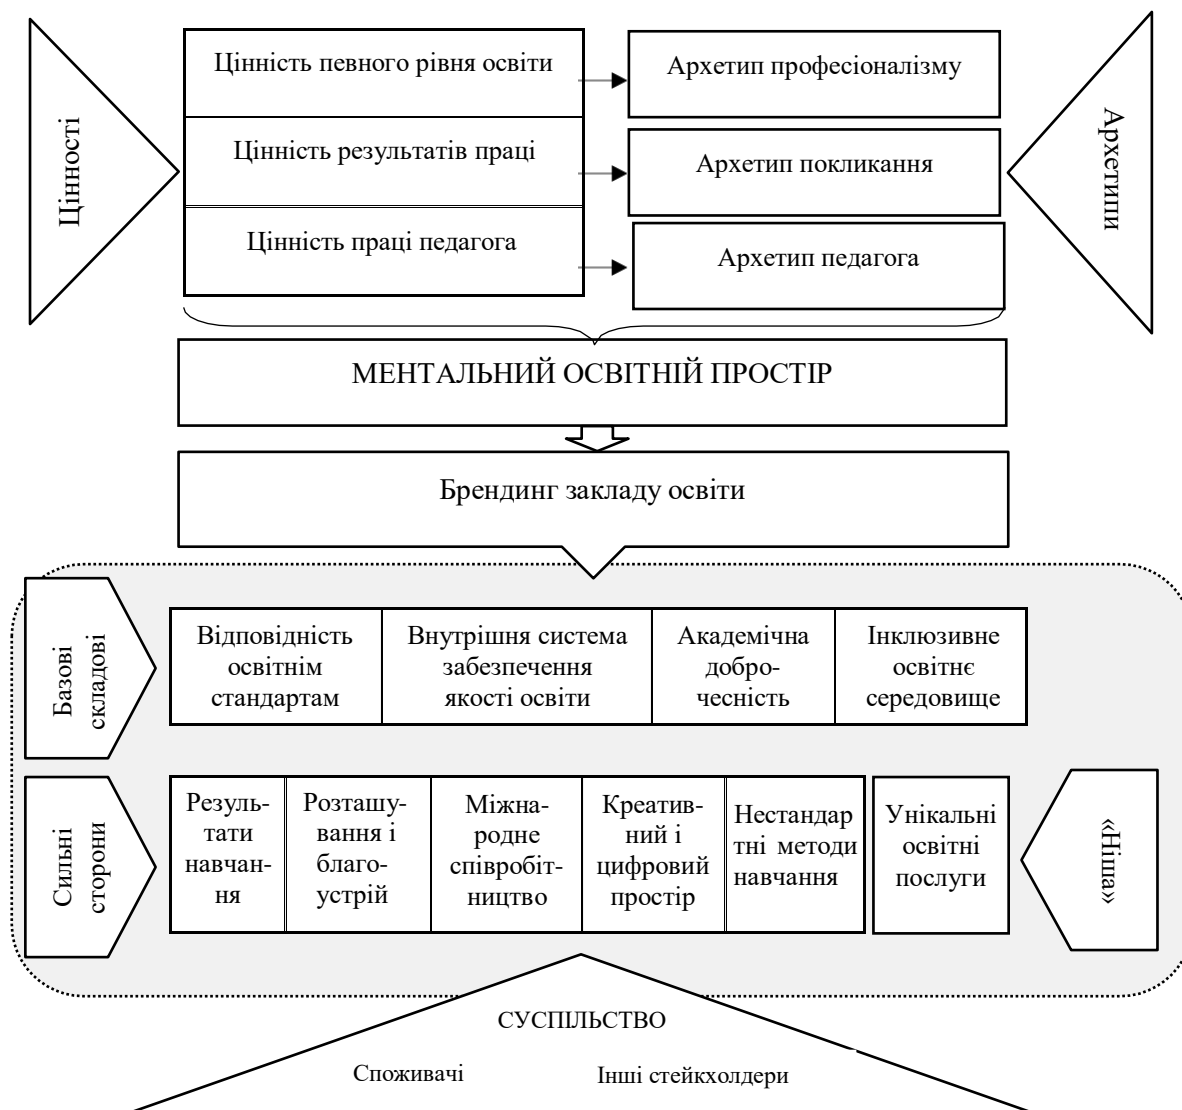 Цінності
Цінність певного рівня освіти
Архетип професіоналізму
Цінність результатів праці
Архетип покликання
Цінність праці педагога
Архетип педагога
Архетипи
МЕНТАЛЬНИЙ ОСВІТНІЙ ПРОСТІР
Брендинг закладу освіти
Базові
складові
Відповідність
освітнім
стандартам
Внутрішня система
забезпечення
якості освіти
Академічна
добро-
чесність
Інклюзивне
освітнє
середовище
Сильні
сторони
Резуль-
тати
навчан-
ня
Розташу-
вання і
благо-
устрій
Міжна-
родне
співробіт-
ництво
Креатив-
ний і
цифровий
простір
Нестандар
тні методи
навчання
Унікальні
освітні
послуги
«Ніша»
СУСПІЛЬСТВО
Споживачі
Інші стейкхолдери